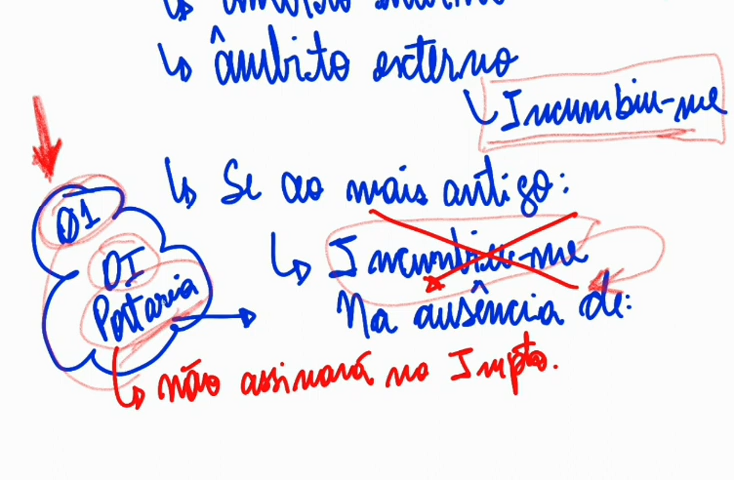 ↳ âmbito externo
↳ Incumbiu-me
↳ Se ao mais antigo:
↳ Incumbiu-me
Na ausência de:
01
OI
Portaria
↳ não assinará no Impto.